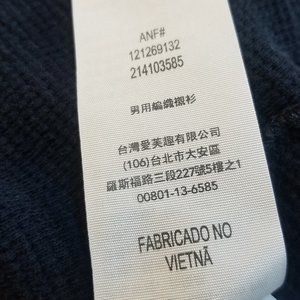 ANF#
121269132
214103585
男用編織襯衫
台灣愛芙趣有限公司
(106)台北市大安區
羅斯福路三段227號5樓之1
00801-13-6585
FABRICADO NO
VIETNÃ